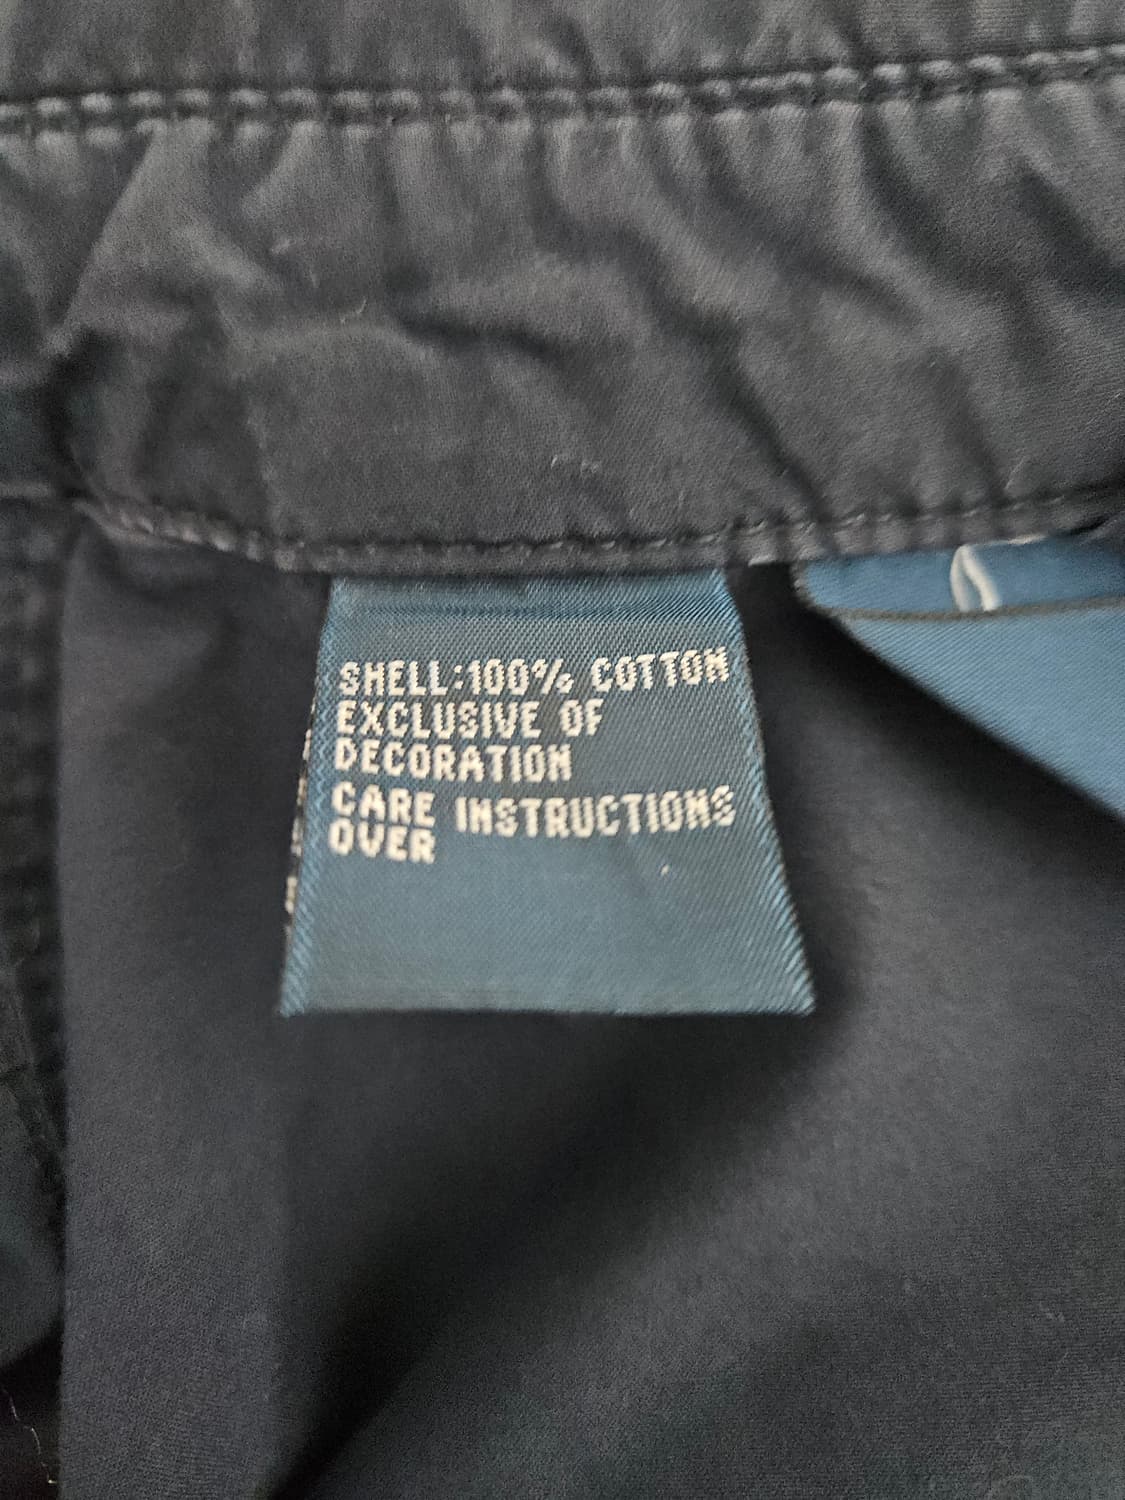 SHELL:100% COTTON
EXCLUSIVE OF
DECORATION
CARE INSTRUCTIONS
OVER